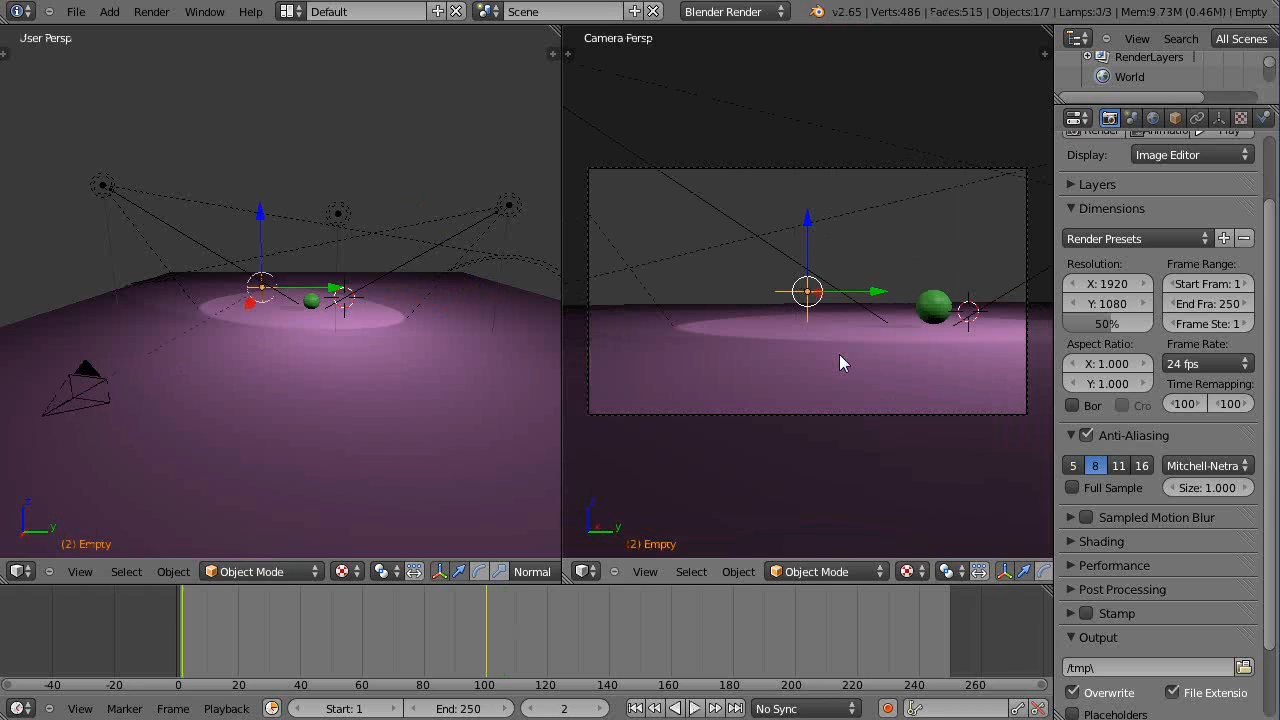 File Add Render Window Help Default Scene Blender Render v2.65 | Verts:486 | Faces:515 | Objects:1/7 | Lamps:0/3 | Mem:9.73M (0.46M) | Empty
User Persp
Camera Persp
View Search All Scenes
RenderLayers
World
Display: Image Editor
Layers
Dimensions
Render Presets
Resolution: Frame Range:
X: 1920 Start Fram: 1
Y: 1080 End Fra: 250
50% Frame Ste: 1
Aspect Ratio: Frame Rate:
X: 1.000 24 fps
Y: 1.000 Time Remapping:
Bor Cro 100 100
Anti-Aliasing
5 8 11 16 Mitchell-Netra
Full Sample Size: 1.000
Sampled Motion Blur
Shading
Performance
Post Processing
Stamp
Output
/tmp\
Overwrite File Extensio
Placeholders
z y
(2) Empty
z x y
(2) Empty
View Select Object Object Mode Normal
View Select Object Object Mode
-40 -20 0 20 40 60 80 100 120 140 160 180 200 220 240 260
View Marker Frame Playback Start: 1 End: 250 2 No Sync